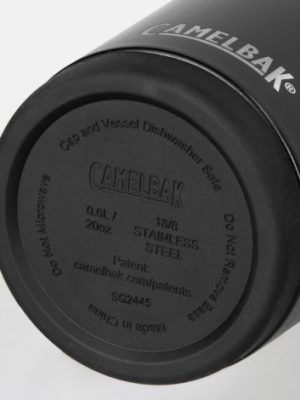 CAMELBAK®
Cap and Vessel Dishwasher Safe
CAMELBAK
0.6L / 20oz
18/8 STAINLESS STEEL
Do Not Microwave
Do Not Remove Base
Patent:
camelbak.com/patents
SG2445
Made in China